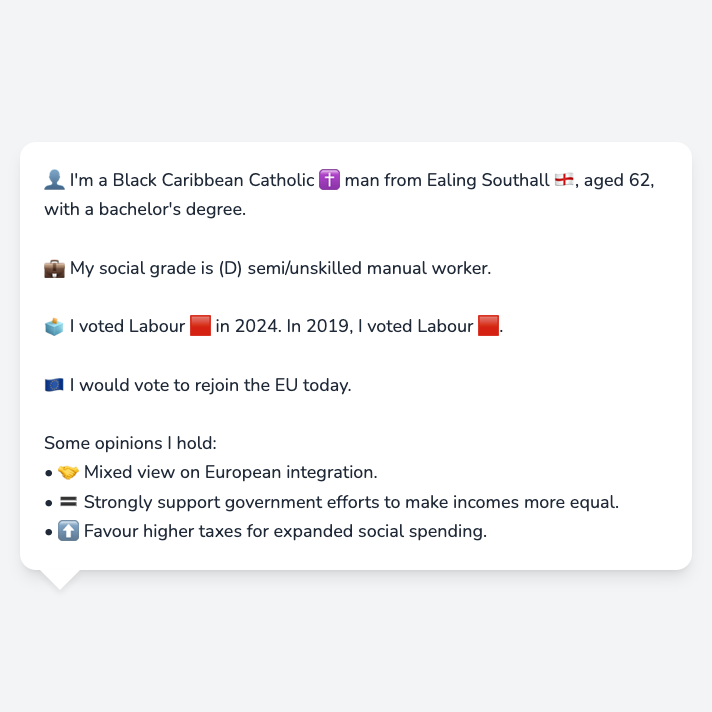 👤 I'm a Black Caribbean Catholic ✝️ man from Ealing Southall 🏴󠁧󠁢󠁥󠁮󠁧󠁿, aged 62,
with a bachelor's degree.
💼 My social grade is (D) semi/unskilled manual worker.
🗳️ I voted Labour 🟥 in 2024. In 2019, I voted Labour 🟥.
🇪🇺 I would vote to rejoin the EU today.
Some opinions I hold:
• 🤝 Mixed view on European integration.
• 🟰 Strongly support government efforts to make incomes more equal.
• ⬆️ Favour higher taxes for expanded social spending.